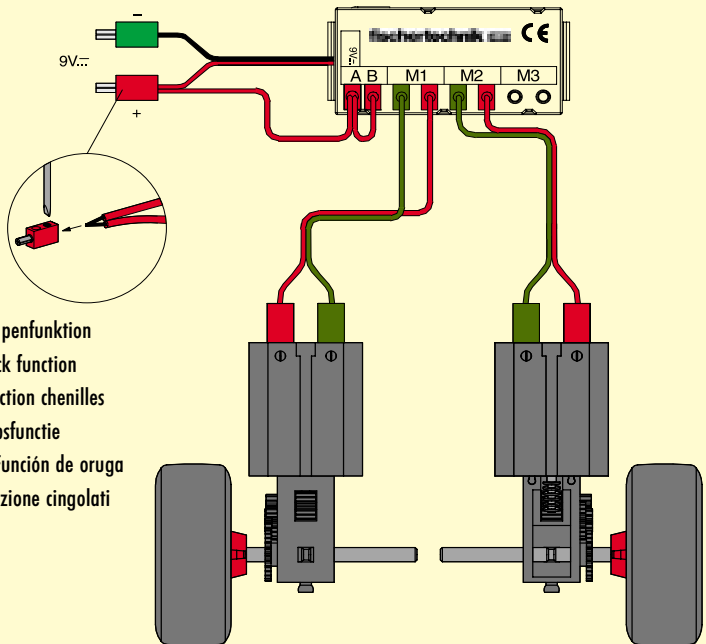 −
fischertechnik CE
9V⎓
9V⎓
A B M1 M2 M3
+
penfunktion
ck function
ction chenilles
osfunctie
Función de oruga
zione cingolati